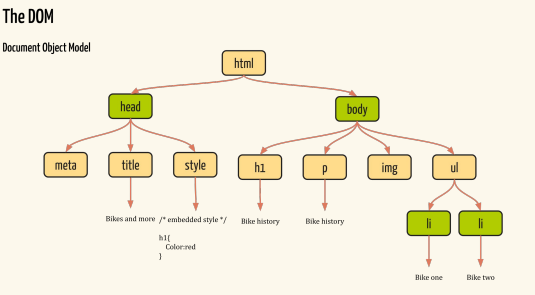 The DOM
Document Object Model
html
head
body
meta
title
style
h1
p
img
ul
Bikes and more
/* embedded style */
h1{
Color:red
}
Bike history
Bike history
li
li
Bike one
Bike two